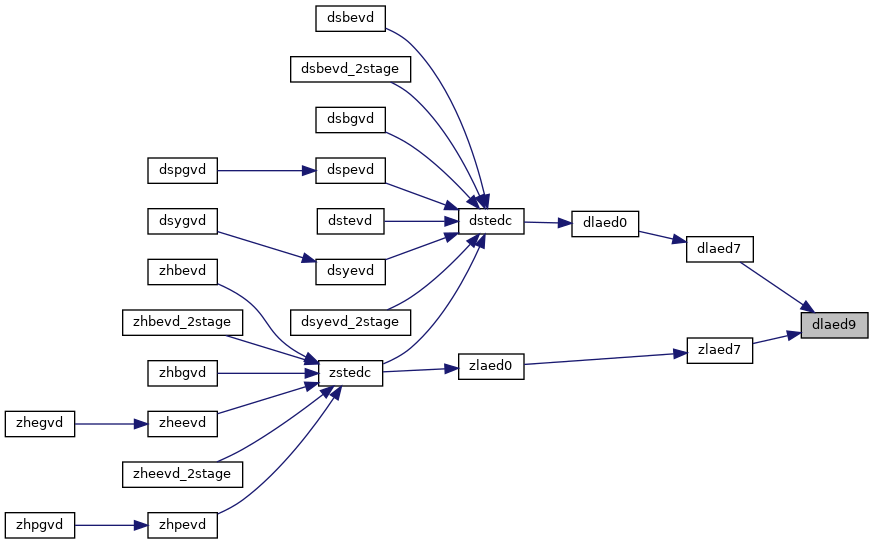 dsbevd
dsbevd_2stage
dsbgvd
dspgvd
dspevd
dsygvd
dstevd
dstedc
dlaed0
dlaed7
zhbevd
dsyevd
zhbevd_2stage
dsyevd_2stage
dlaed9
zhbgvd
zstedc
zlaed0
zlaed7
zhegvd
zheevd
zheevd_2stage
zhpgvd
zhpevd